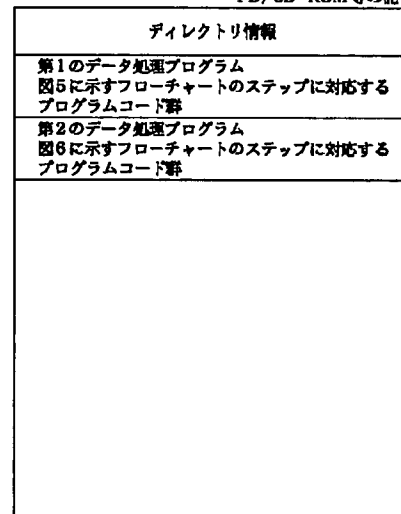 ディレクトリ情報
第1のデータ処理プログラム
図5に示すフローチャートのステップに対応する
プログラムコード群
第2のデータ処理プログラム
図6に示すフローチャートのステップに対応する
プログラムコード群